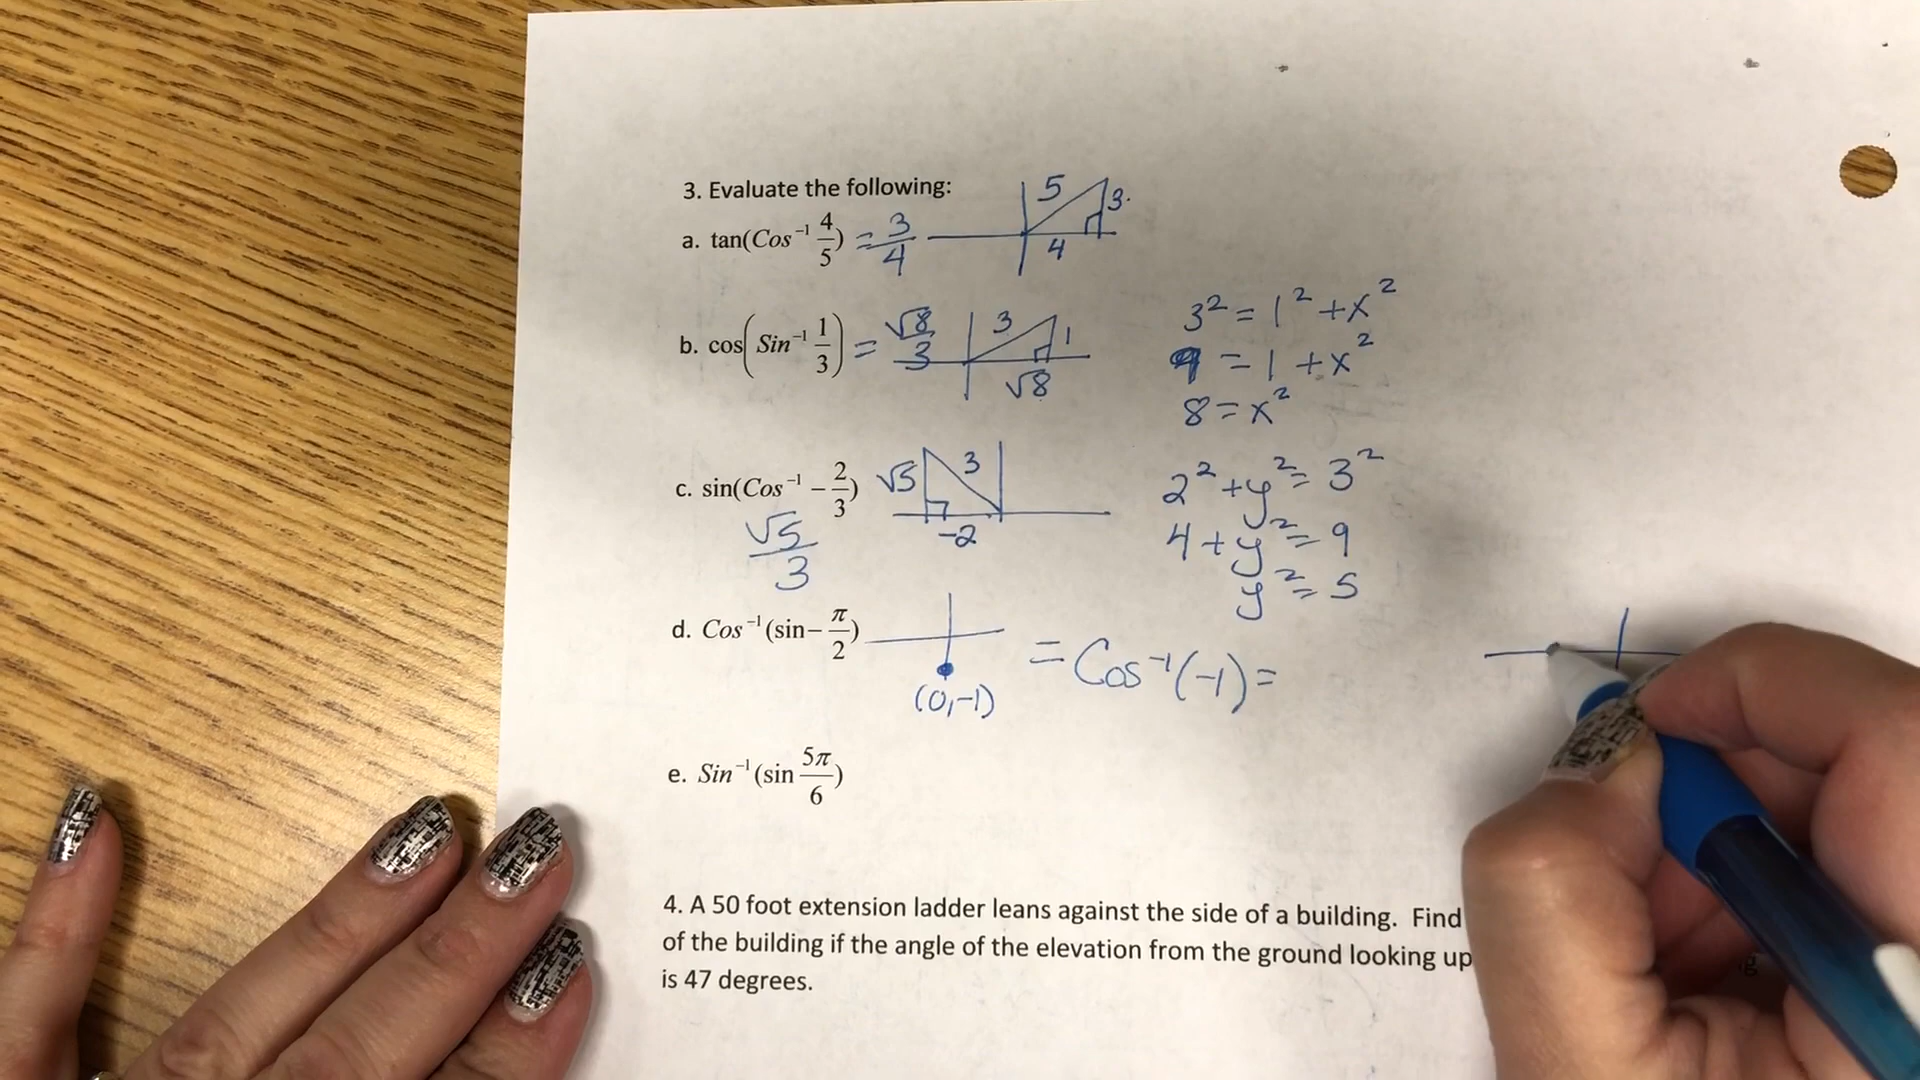 3. Evaluate the following:
a. tan(Cos⁻¹ 4/5) = 3/4
5
3
4
b. cos(Sin⁻¹ 1/3) = √8/3
3
1
√8
3² = 1² + x²
9 = 1 + x²
8 = x²
c. sin(Cos⁻¹ −2/3)
√5/3
√5
3
-2
2² + y² = 3²
4 + y² = 9
y² = 5
d. Cos⁻¹(sin−π/2)
(0,-1)
= Cos⁻¹(-1) =
e. Sin⁻¹(sin 5π/6)
4. A 50 foot extension ladder leans against the side of a building. Find
of the building if the angle of the elevation from the ground looking up
is 47 degrees.